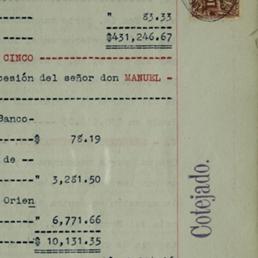 " 83.33
$431,246.67
CINCO
cesión del señor don MANUEL -
Banco-
--$ 78.19
de --
" 3,281.50
Orien
--" 6,771.66
--$ 10,131.35
Cotejado.